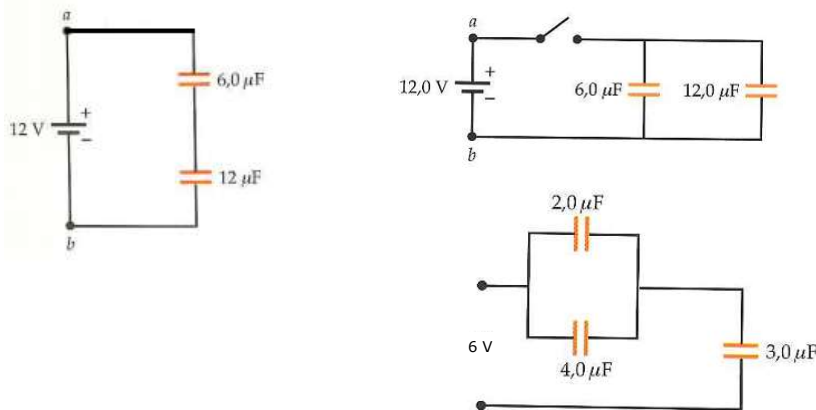 a
6,0 µF
12 V
+
−
12 µF
b
a
12,0 V
+
−
6,0 µF
12,0 µF
b
2,0 µF
6 V
4,0 µF
3,0 µF